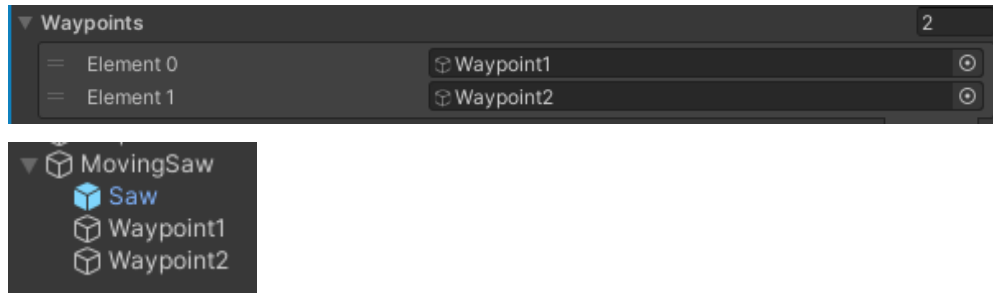 Waypoints 2
Element 0 Waypoint1
Element 1 Waypoint2
MovingSaw
Saw
Waypoint1
Waypoint2